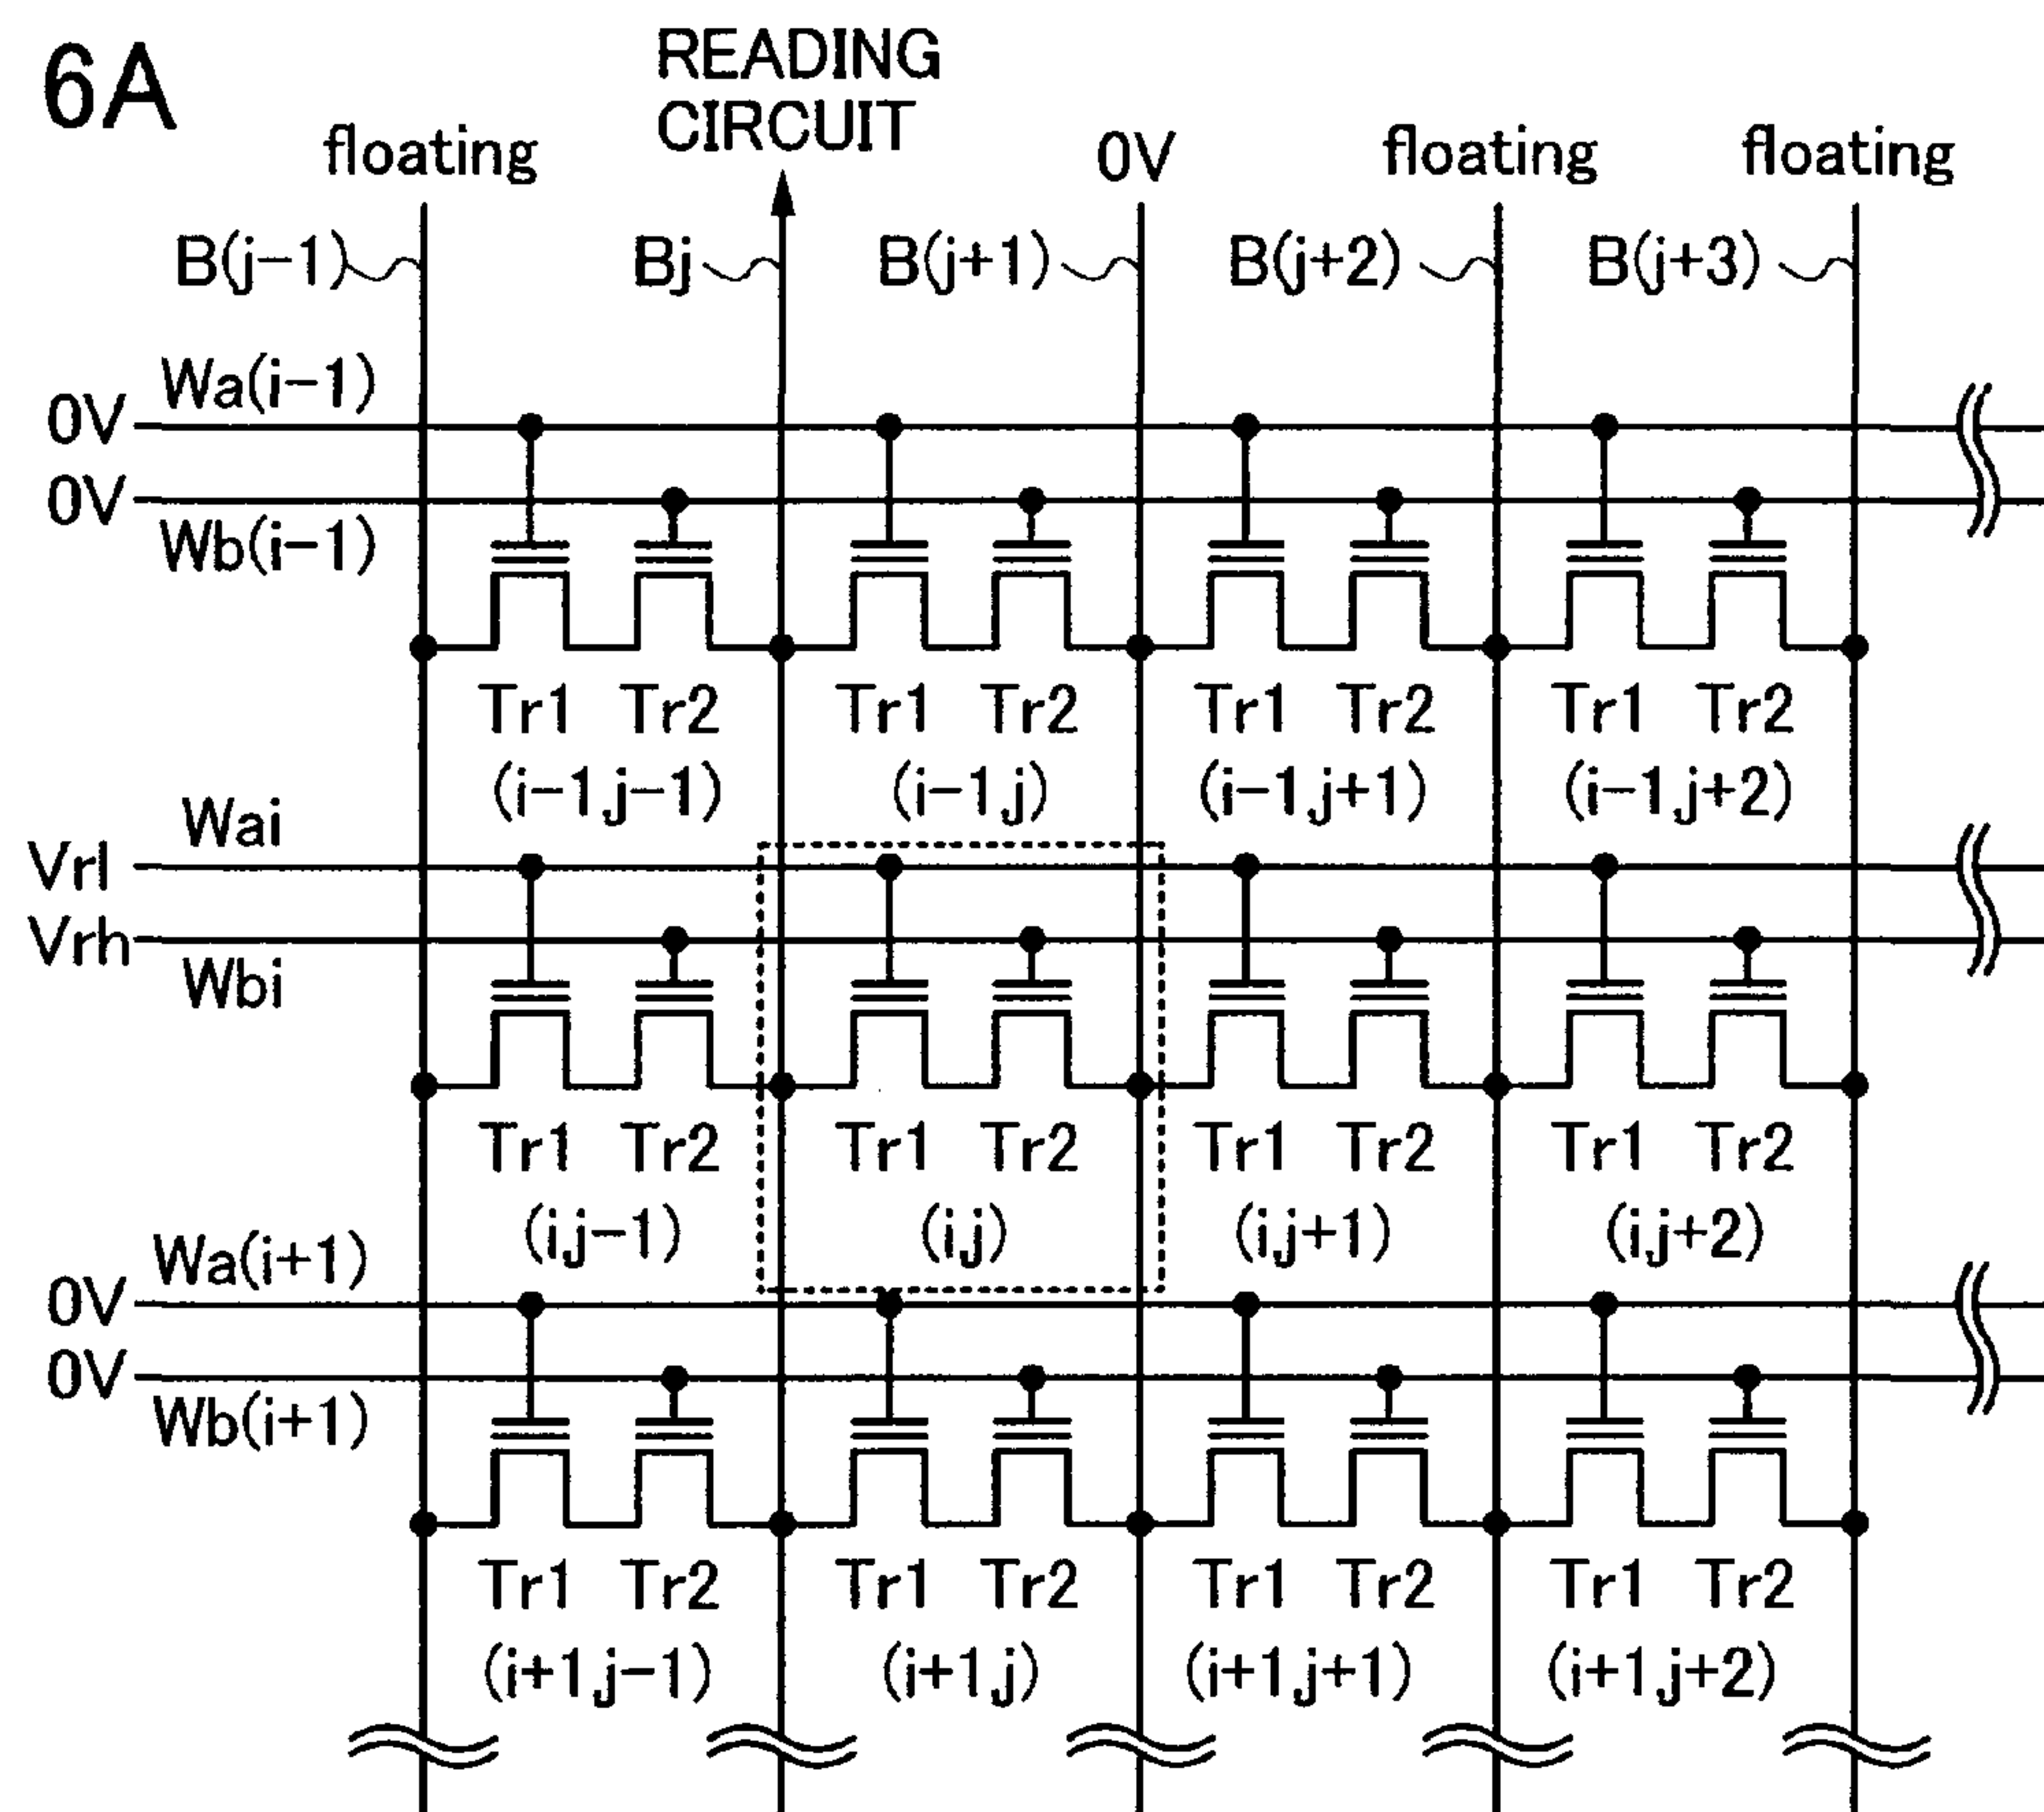 6A
READING
CIRCUIT
floating
0V
floating
floating
B(j-1)
Bj
B(j+1)
B(j+2)
B(j+3)
Wa(i-1)
0V
0V
Wb(i-1)
Tr1 Tr2 Tr1 Tr2 Tr1 Tr2 Tr1 Tr2
(i-1,j-1) (i-1,j) (i-1,j+1) (i-1,j+2)
Wai
Vrl
Vrh
Wbi
Tr1 Tr2 Tr1 Tr2 Tr1 Tr2 Tr1 Tr2
(i,j-1) (i,j) (i,j+1) (i,j+2)
Wa(i+1)
0V
0V
Wb(i+1)
Tr1 Tr2 Tr1 Tr2 Tr1 Tr2 Tr1 Tr2
(i+1,j-1) (i+1,j) (i+1,j+1) (i+1,j+2)